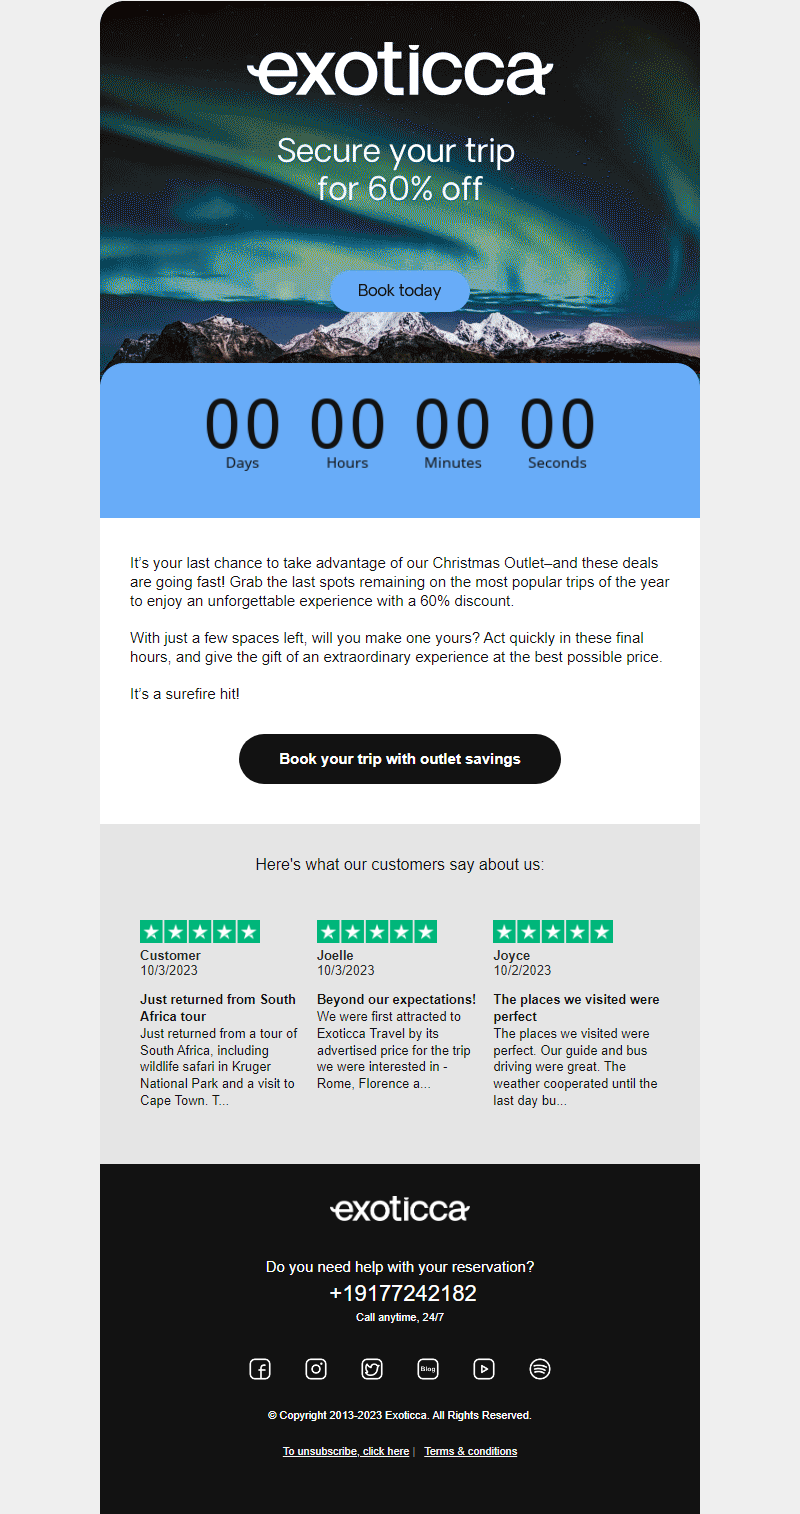 exoticca
Secure your trip
for 60% off
Book today
00 00 00 00
Days Hours Minutes Seconds
It’s your last chance to take advantage of our Christmas Outlet–and these deals
are going fast! Grab the last spots remaining on the most popular trips of the year
to enjoy an unforgettable experience with a 60% discount.
With just a few spaces left, will you make one yours? Act quickly in these final
hours, and give the gift of an extraordinary experience at the best possible price.
It’s a surefire hit!
Book your trip with outlet savings
Here's what our customers say about us:
Customer
10/3/2023
Just returned from South
Africa tour
Just returned from a tour of
South Africa, including
wildlife safari in Kruger
National Park and a visit to
Cape Town. T...
Joelle
10/3/2023
Beyond our expectations!
We were first attracted to
Exoticca Travel by its
advertised price for the trip
we were interested in -
Rome, Florence a...
Joyce
10/2/2023
The places we visited were
perfect
The places we visited were
perfect. Our guide and bus
driving were great. The
weather cooperated until the
last day bu...
exoticca
Do you need help with your reservation?
+19177242182
Call anytime, 24/7
Blog
© Copyright 2013-2023 Exoticca. All Rights Reserved.
To unsubscribe, click here | Terms & conditions